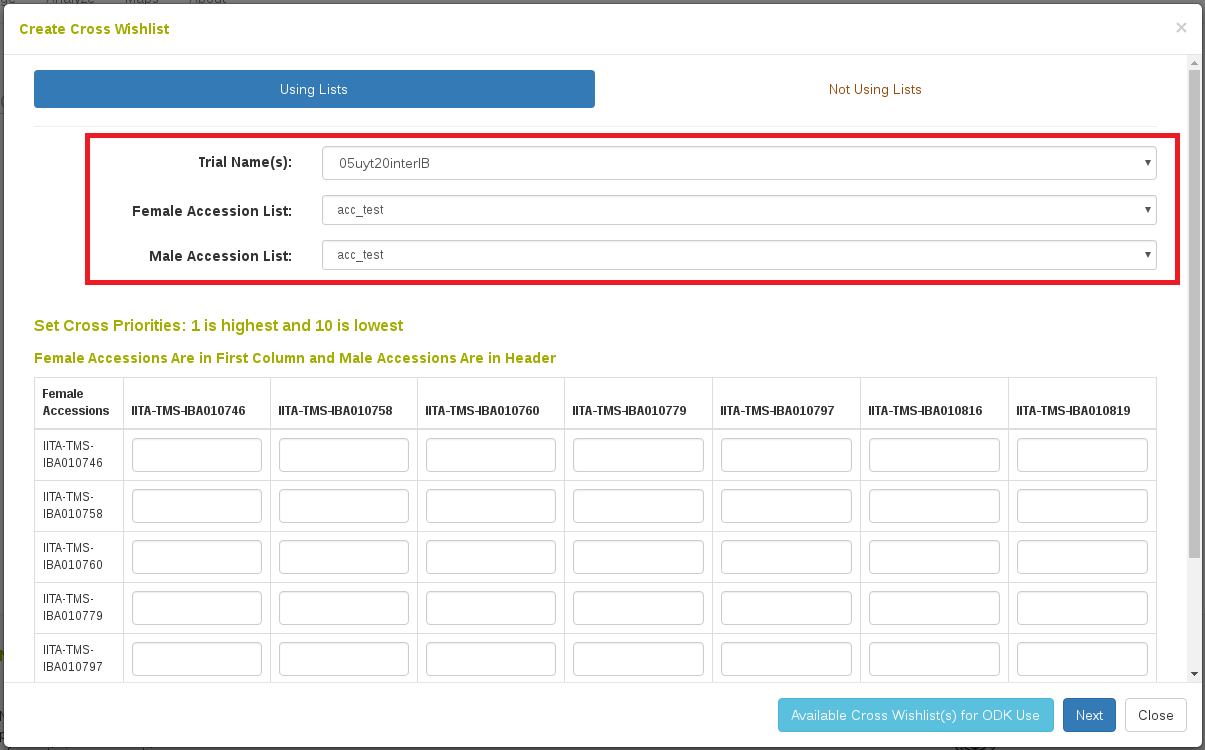 Analyze Maps About
Create Cross Wishlist ×
Using Lists Not Using Lists
Trial Name(s): 05uyt20interIB
Female Accession List: acc_test
Male Accession List: acc_test
Set Cross Priorities: 1 is highest and 10 is lowest
Female Accessions Are in First Column and Male Accessions Are in Header
Female
Accessions IITA-TMS-IBA010746 IITA-TMS-IBA010758 IITA-TMS-IBA010760 IITA-TMS-IBA010779 IITA-TMS-IBA010797 IITA-TMS-IBA010816 IITA-TMS-IBA010819
IITA-TMS-
IBA010746
IITA-TMS-
IBA010758
IITA-TMS-
IBA010760
IITA-TMS-
IBA010779
IITA-TMS-
IBA010797
Available Cross Wishlist(s) for ODK Use Next Close